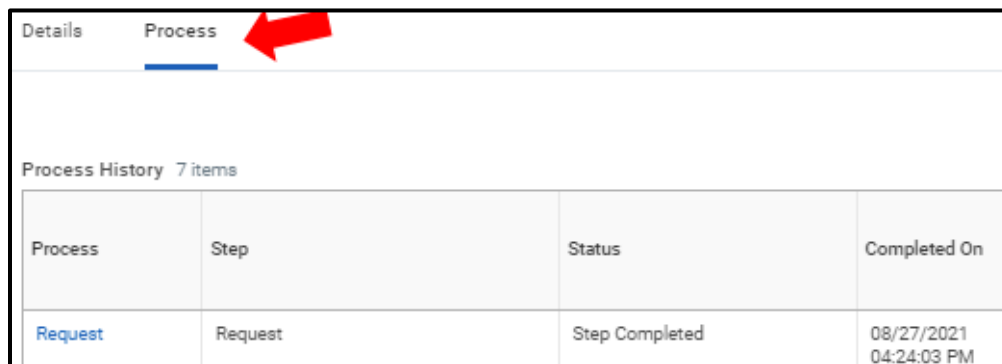 Details Process
Process History 7 items
Process Step Status Completed On
Request Request Step Completed 08/27/2021
04:24:03 PM